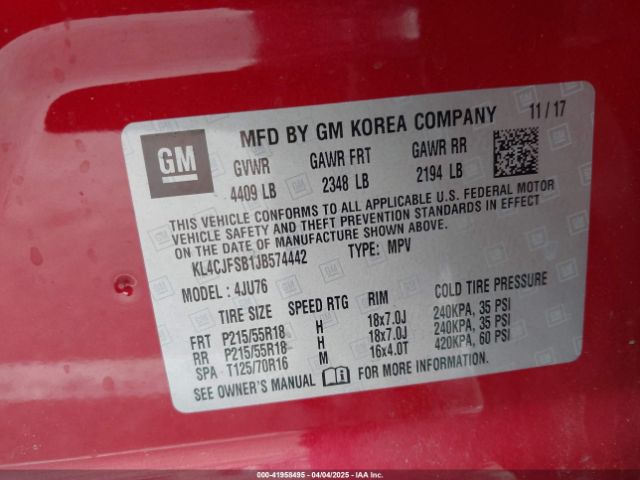 GM
MFD BY GM KOREA COMPANY 11/17
GVWR GAWR FRT GAWR RR
4409 LB 2348 LB 2194 LB
THIS VEHICLE CONFORMS TO ALL APPLICABLE U.S. FEDERAL MOTOR
VEHICLE SAFETY AND THEFT PREVENTION STANDARDS IN EFFECT
ON THE DATE OF MANUFACTURE SHOWN ABOVE.
KL4CJFSB1JB574442 TYPE: MPV
MODEL: 4JU76
TIRE SIZE SPEED RTG RIM COLD TIRE PRESSURE
FRT P215/55R18 H 18x7.0J 240KPA, 35 PSI
RR P215/55R18 H 18x7.0J 240KPA, 35 PSI
SPA T125/70R16 M 16x4.0T 420KPA, 60 PSI
SEE OWNER'S MANUAL FOR MORE INFORMATION.
000-41958495 - 04/04/2025 - IAAI.CA